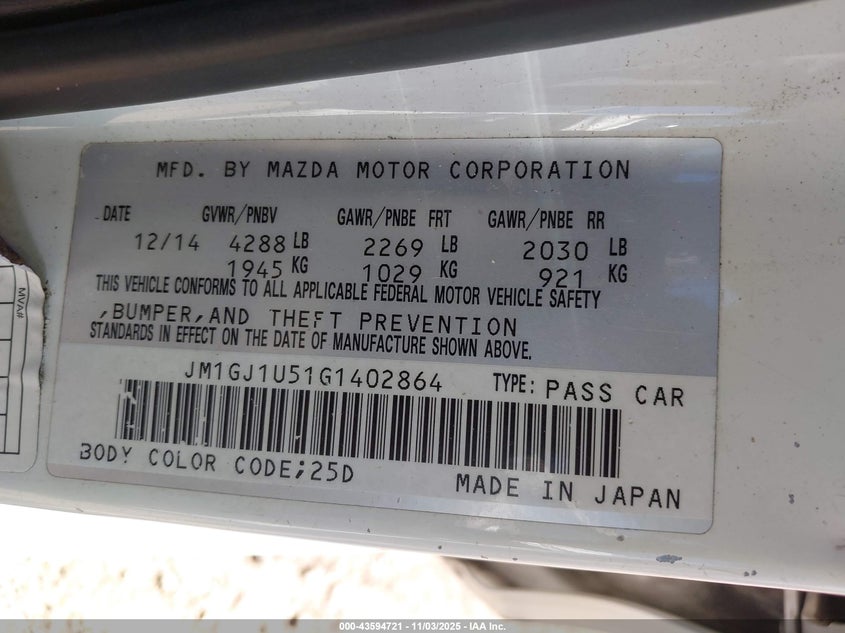 MFD. BY MAZDA MOTOR CORPORATION
DATE GVWR/PNBV GAWR/PNBE FRT GAWR/PNBE RR
12/14 4288 LB 2269 LB 2030 LB
1945 KG 1029 KG 921 KG
THIS VEHICLE CONFORMS TO ALL APPLICABLE FEDERAL MOTOR VEHICLE SAFETY
,BUMPER,AND THEFT PREVENTION
STANDARDS IN EFFECT ON THE DATE OF MANUFACTURE SHOWN ABOVE.
JM1GJ1U51G1402864 TYPE: PASS CAR
BODY COLOR CODE;25D
MADE IN JAPAN
MVA#
000-43594721 - 11/03/2025 - IAA Inc.